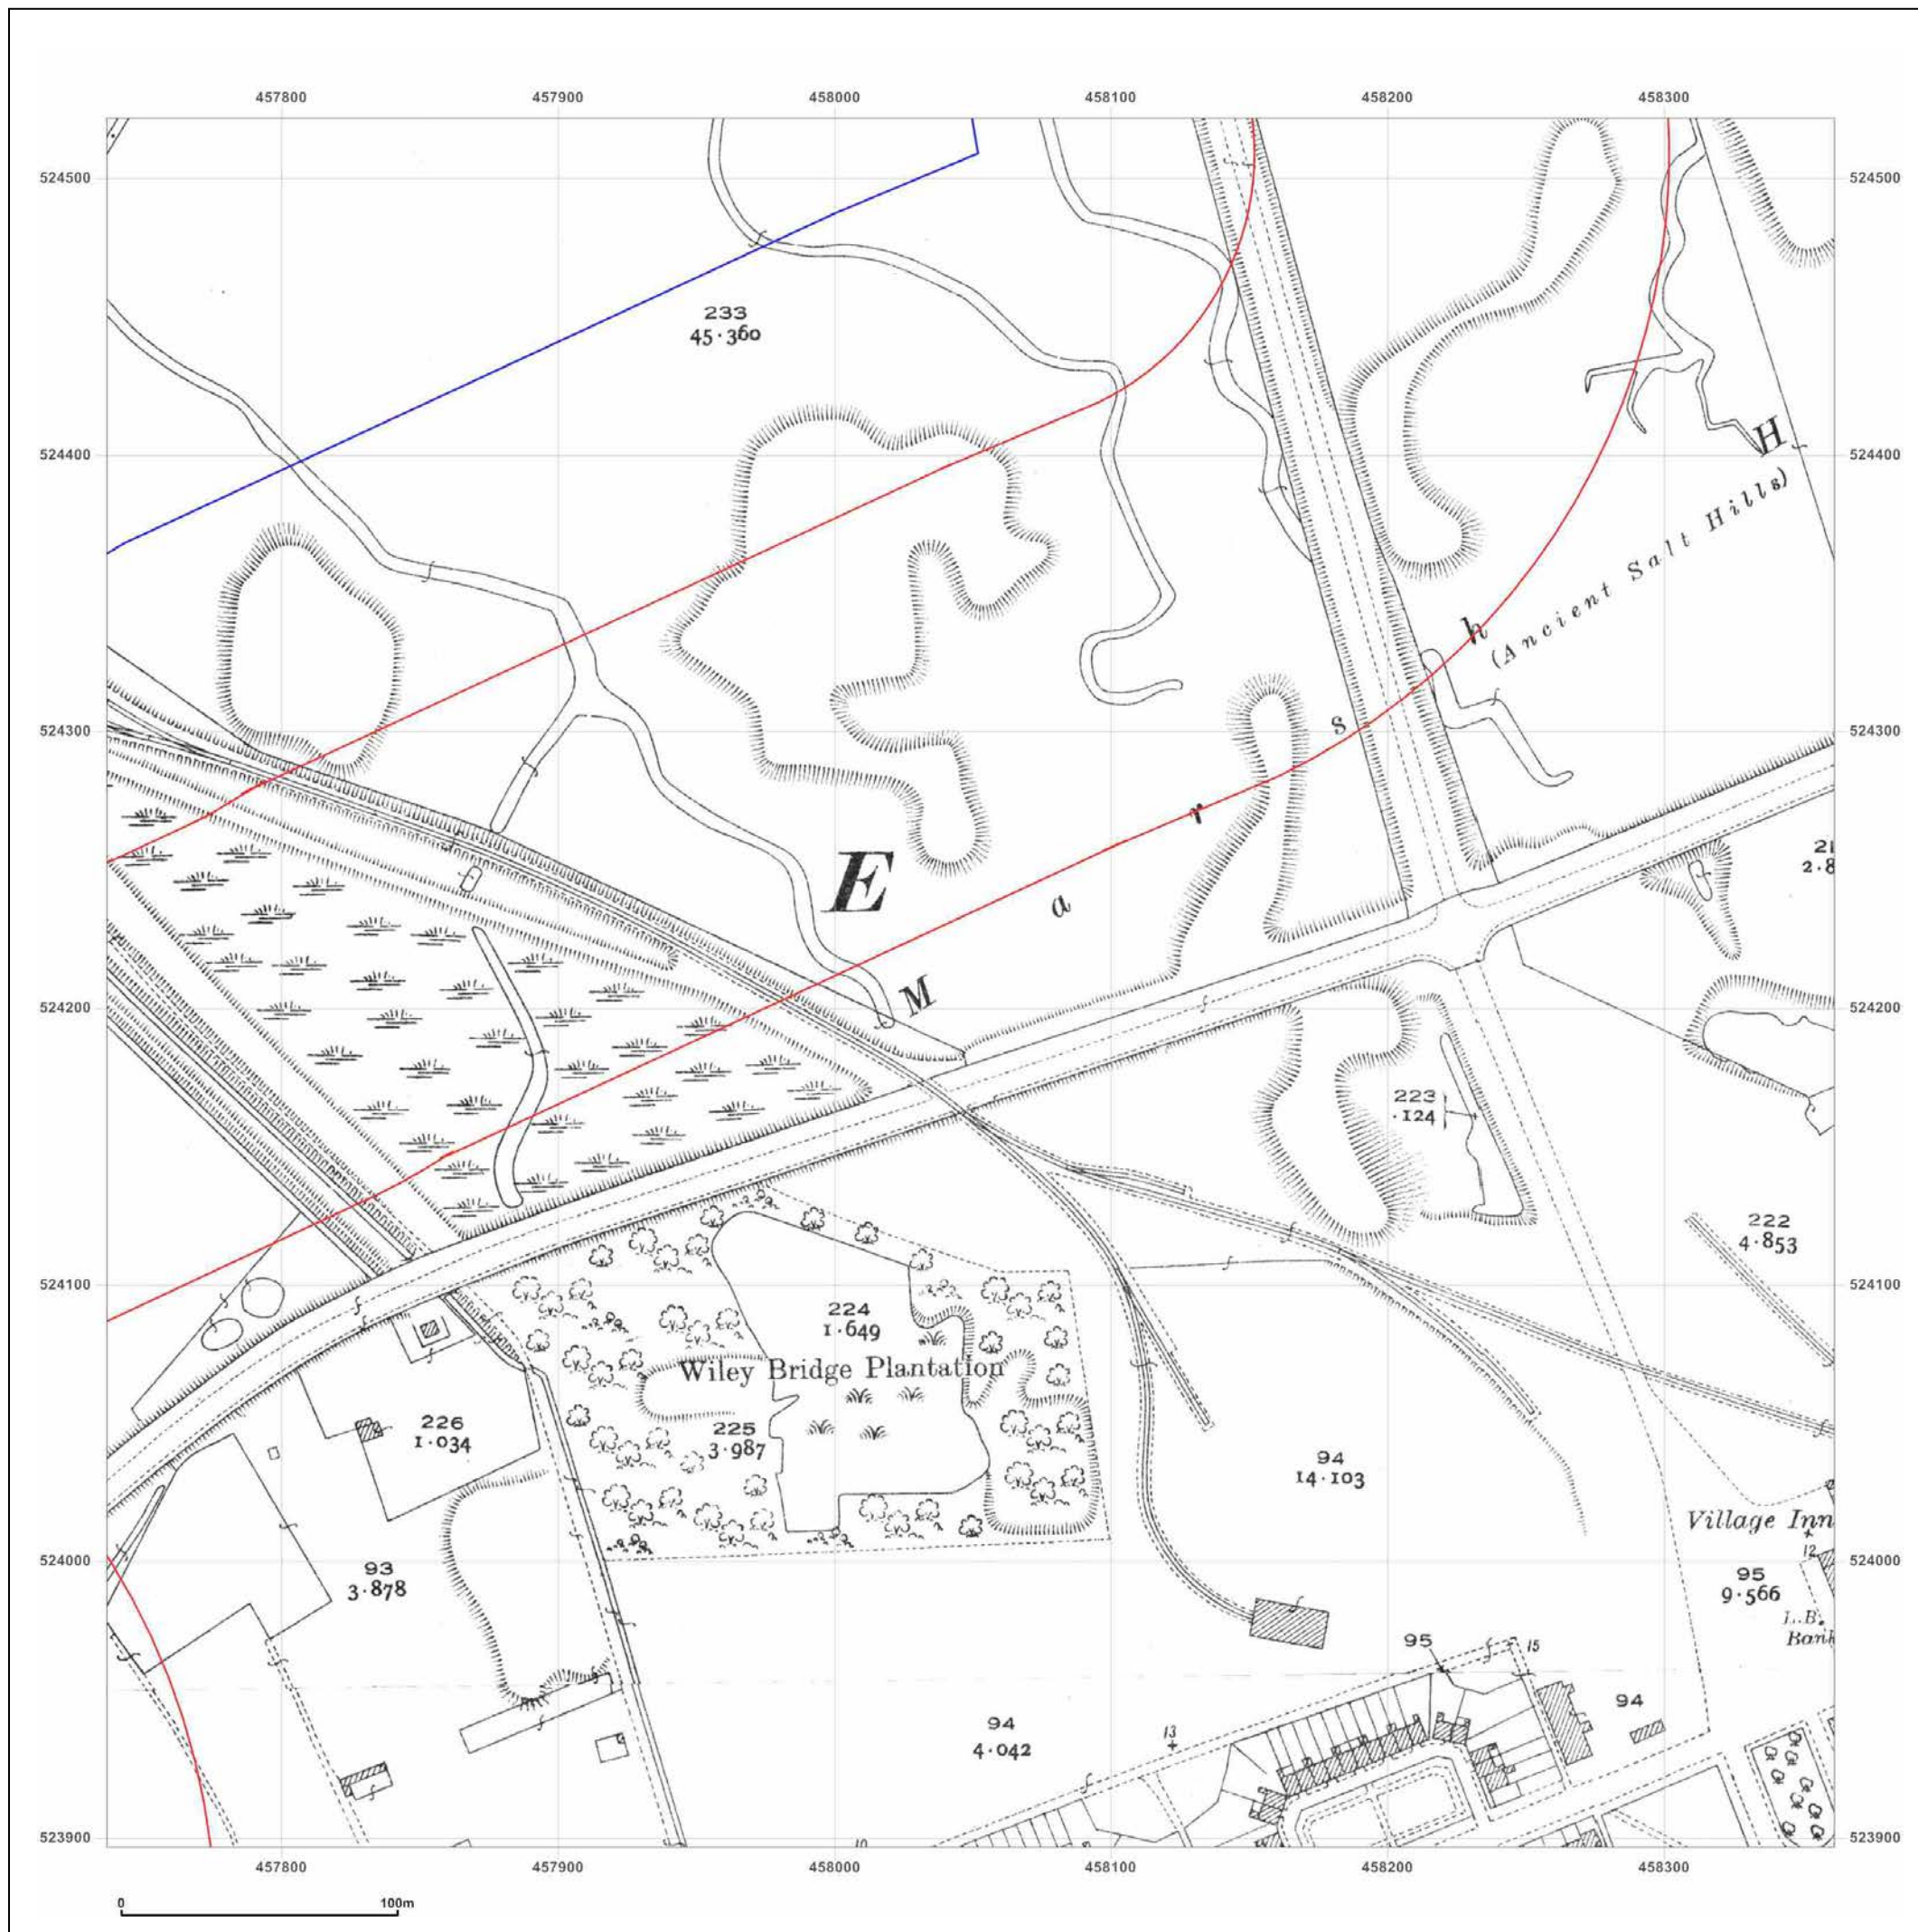 457800 457900 458000 458100 458200 458300
524500 524500
233
45·360
H
524400 524400
(Ancient Salt Hills)
h
s
524300 524300
r
E
a
21
2·8
M
524200 524200
223
·124
222
4·853
524100 524100
224
1·649
Wiley Bridge Plantation
226
1·034
225
3·987
94
14·103
Village Inn
12
524000 524000
93
3·878
95
9·566
L.B.
Bank
95
15
94
94
4·042
13
523900 523900
10
457800 457900 458000 458100 458200 458300
0 100m